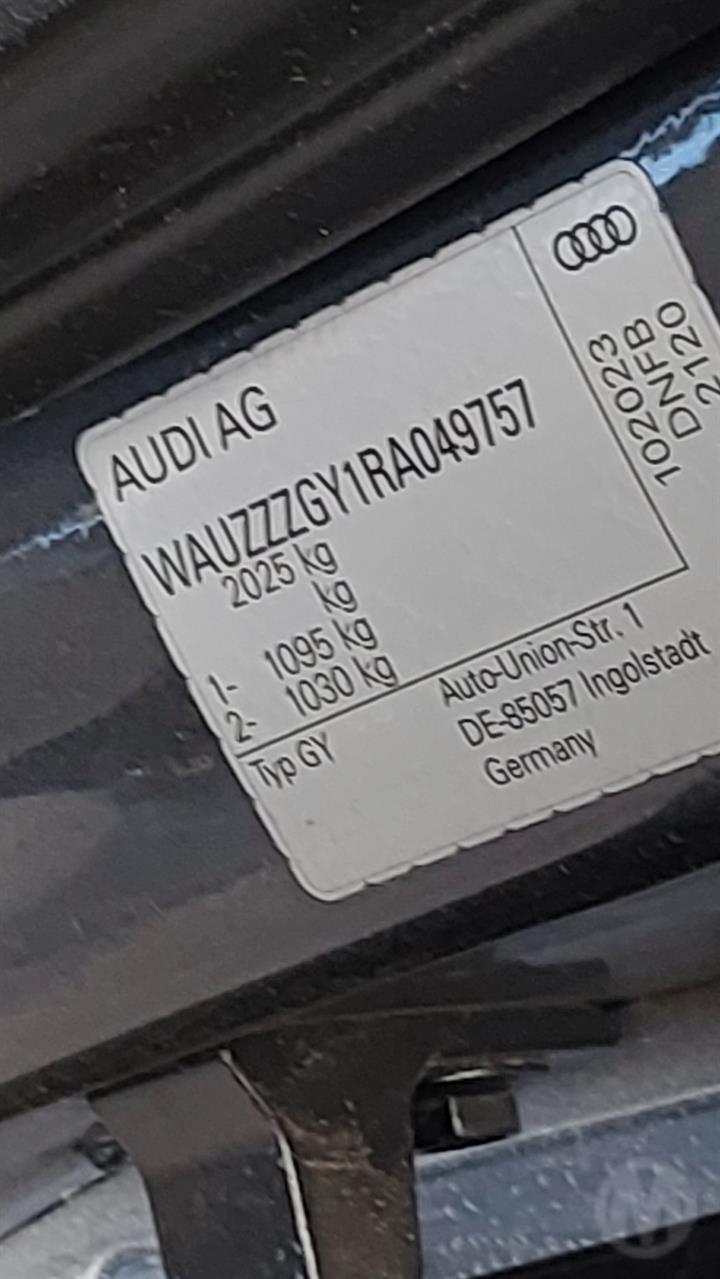 AUDI AG
WAUZZZGY1RA049757
2025 kg
kg
1- 1095 kg
2- 1030 kg
Typ GY
Auto-Union-Str. 1
DE-85057 Ingolstadt
Germany
102023
DNFB
2120
M